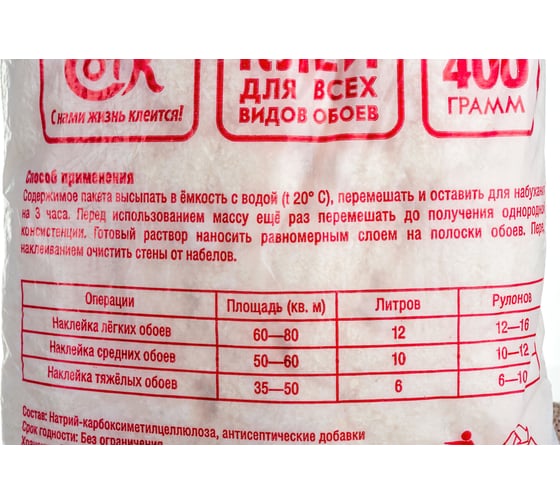 КЛЕЙ 400
С нами жизнь клеится! ДЛЯ ВСЕХ ГРАММ
ВИДОВ ОБОЕВ
Способ применения
Содержимое пакета высыпать в ёмкость с водой (t 20° C), перемешать и оставить для набухани
на 3 часа. Перед использованием массу ещё раз перемешать до получения однородной
консистенции. Готовый раствор наносить равномерным слоем на полоски обоев. Пере
наклеиванием очистить стены от набелов.
Операции Площадь (кв. м) Литров Рулонов
Наклейка лёгких обоев 60—80 12 12—16
Наклейка средних обоев 50—60 10 10—12
Наклейка тяжёлых обоев 35—50 6 6—10
Состав: Натрий-карбоксиметилцеллюлоза, антисептические добавки
Срок годности: Без ограничения